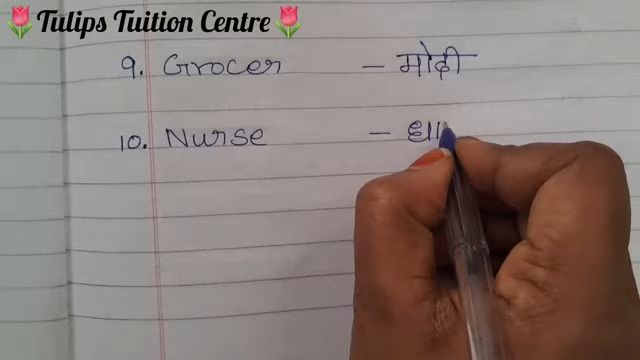 🌷Tulips Tuition Centre🌷
9. Grocer - मोदी
10. Nurse -